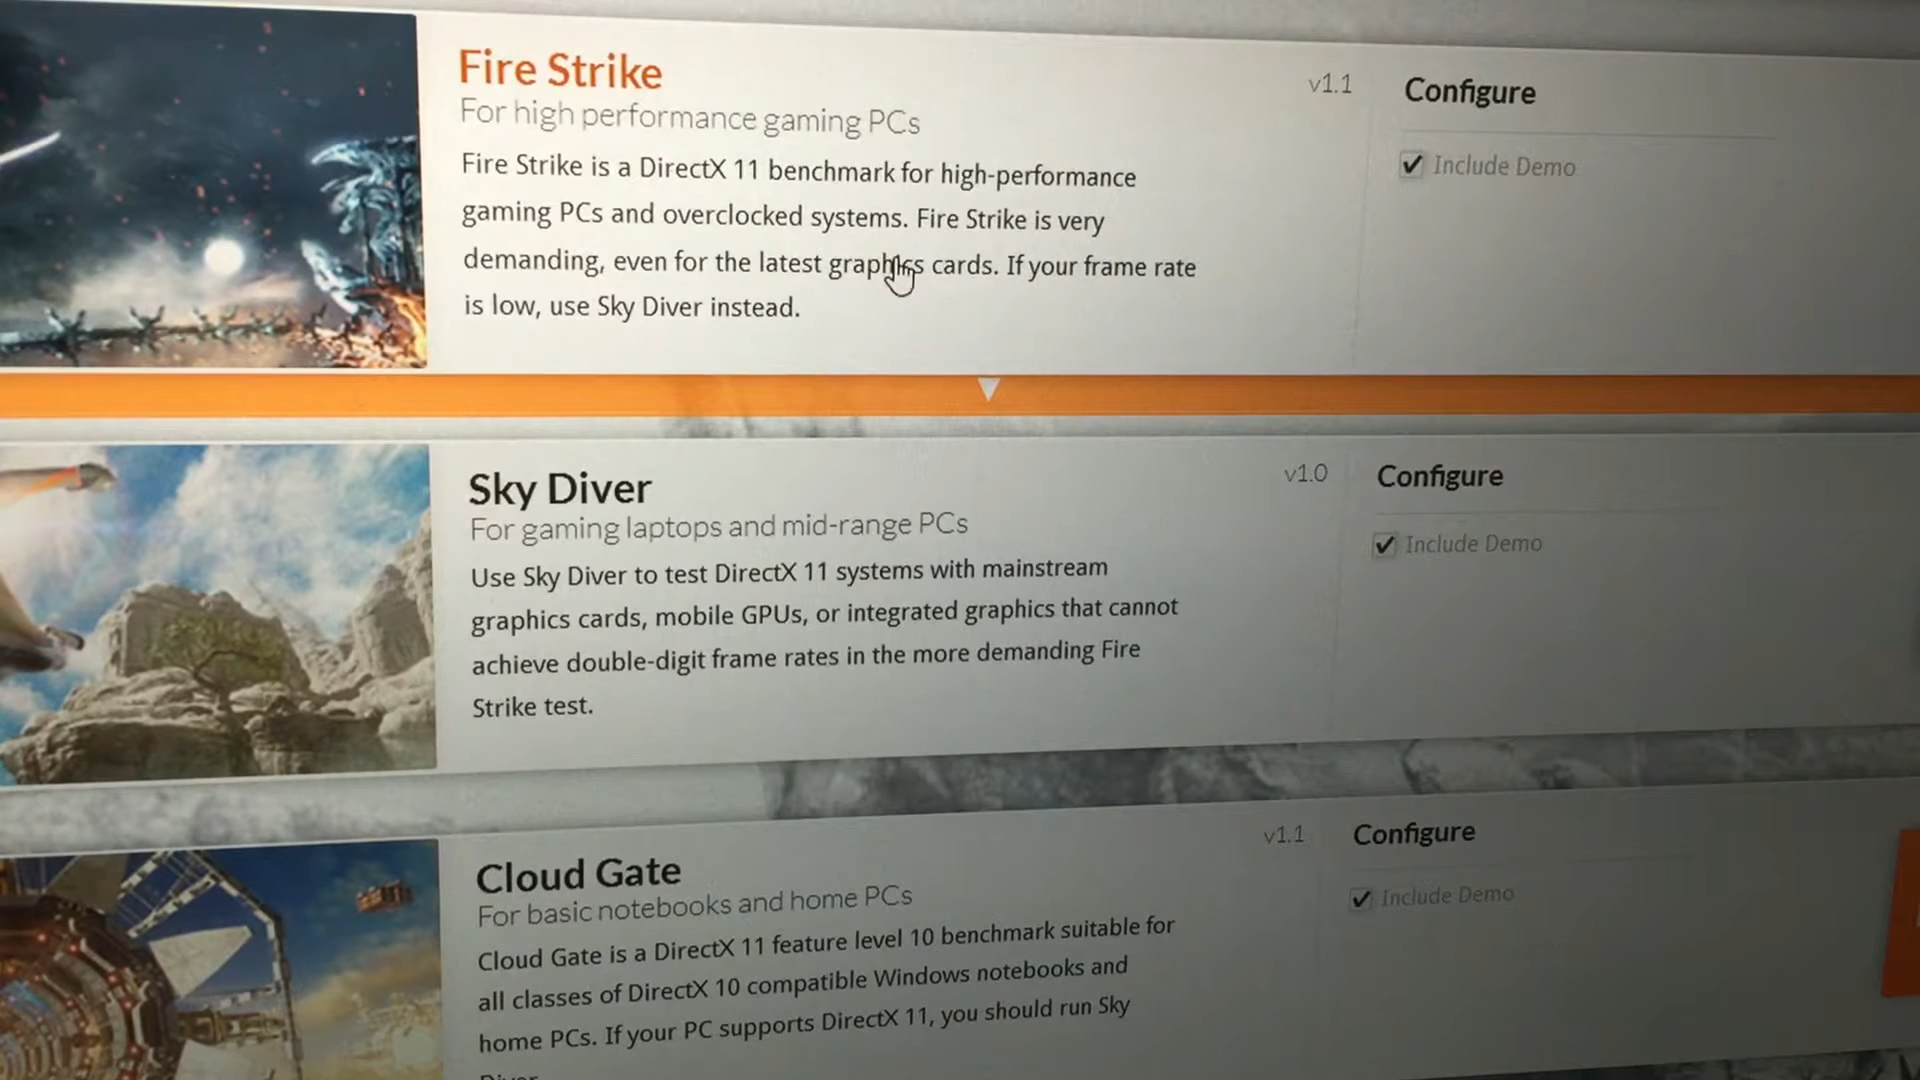 Fire Strike
v1.1
Configure
For high performance gaming PCs
Fire Strike is a DirectX 11 benchmark for high-performance
Include Demo
gaming PCs and overclocked systems. Fire Strike is very
demanding, even for the latest graphics cards. If your frame rate
is low, use Sky Diver instead.
Sky Diver
v1.0
Configure
For gaming laptops and mid-range PCs
Include Demo
Use Sky Diver to test DirectX 11 systems with mainstream
graphics cards, mobile GPUs, or integrated graphics that cannot
achieve double-digit frame rates in the more demanding Fire
Strike test.
Cloud Gate
v1.1
Configure
For basic notebooks and home PCs
Include Demo
Cloud Gate is a DirectX 11 feature level 10 benchmark suitable for
all classes of DirectX 10 compatible Windows notebooks and
home PCs. If your PC supports DirectX 11, you should run Sky